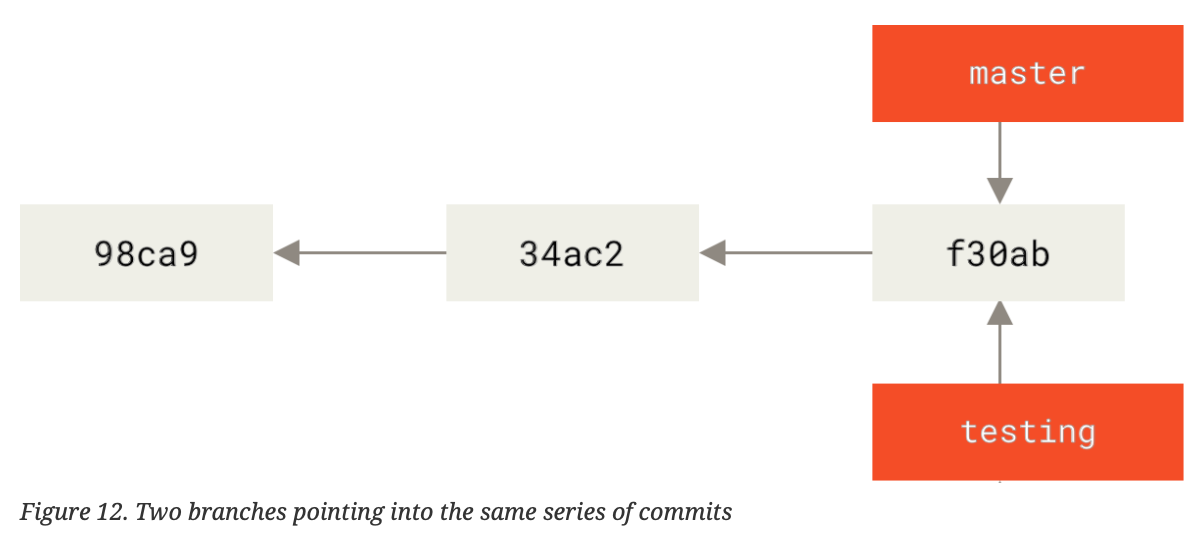 master
98ca9
34ac2
f30ab
testing
Figure 12. Two branches pointing into the same series of commits